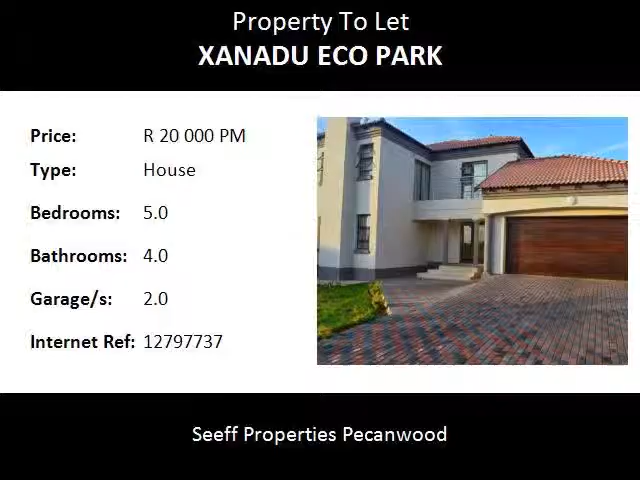 Property To Let
XANADU ECO PARK
Price: R 20 000 PM
Type: House
Bedrooms: 5.0
Bathrooms: 4.0
Garage/s: 2.0
Internet Ref: 12797737
Seeff Properties Pecanwood